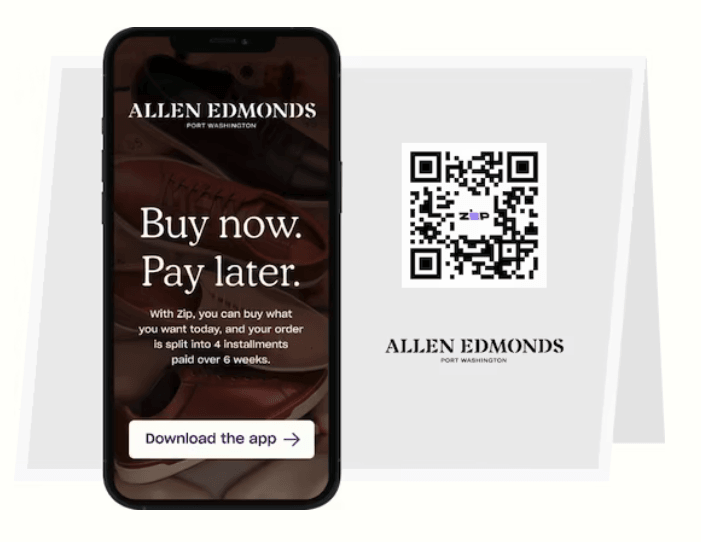 ALLEN EDMONDS
PORT WASHINGTON
Buy now.
Pay later.
With Zip, you can buy what
you want today, and your order
is split into 4 installments
paid over 6 weeks.
Download the app →
ZIP
ALLEN EDMONDS
PORT WASHINGTON